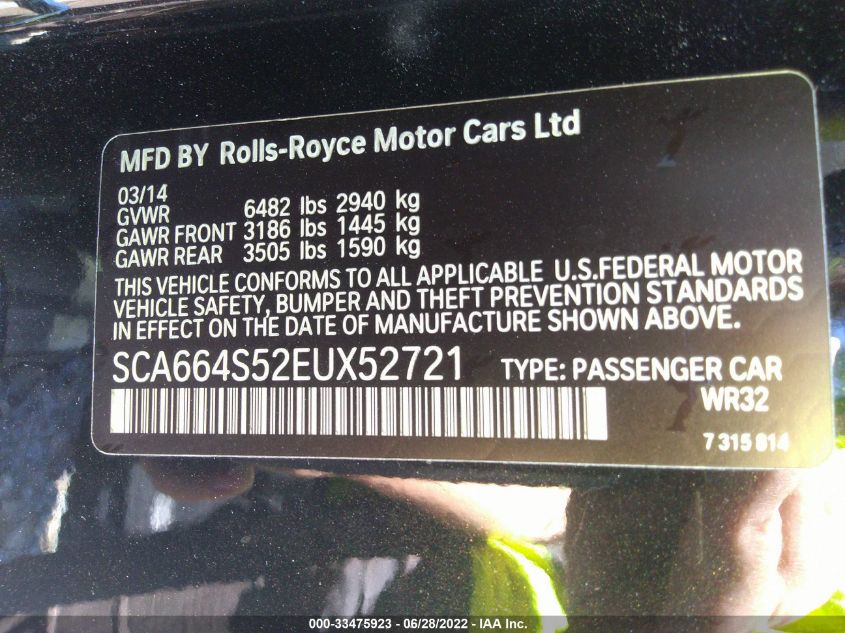 MFD BY Rolls-Royce Motor Cars Ltd
03/14
GVWR 6482 lbs 2940 kg
GAWR FRONT 3186 lbs 1445 kg
GAWR REAR 3505 lbs 1590 kg
THIS VEHICLE CONFORMS TO ALL APPLICABLE U.S.FEDERAL MOTOR
VEHICLE SAFETY, BUMPER AND THEFT PREVENTION STANDARDS
IN EFFECT ON THE DATE OF MANUFACTURE SHOWN ABOVE.
SCA664S52EUX52721 TYPE: PASSENGER CAR
WR32
7 315 814
000-33475923 / 06/28/2022 - IAA Inc.